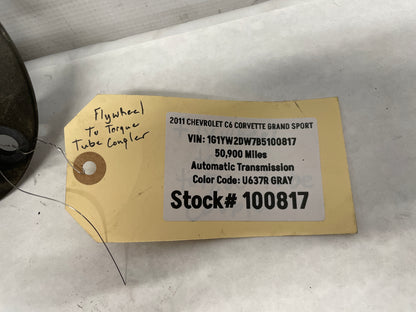 Flywheel
To Torque
Tube Coupler
2011 CHEVROLET C6 CORVETTE GRAND SPORT
VIN: 1G1YW2DW7B5100817
50,900 Miles
Automatic Transmission
Color Code: U637R GRAY
Stock# 100817